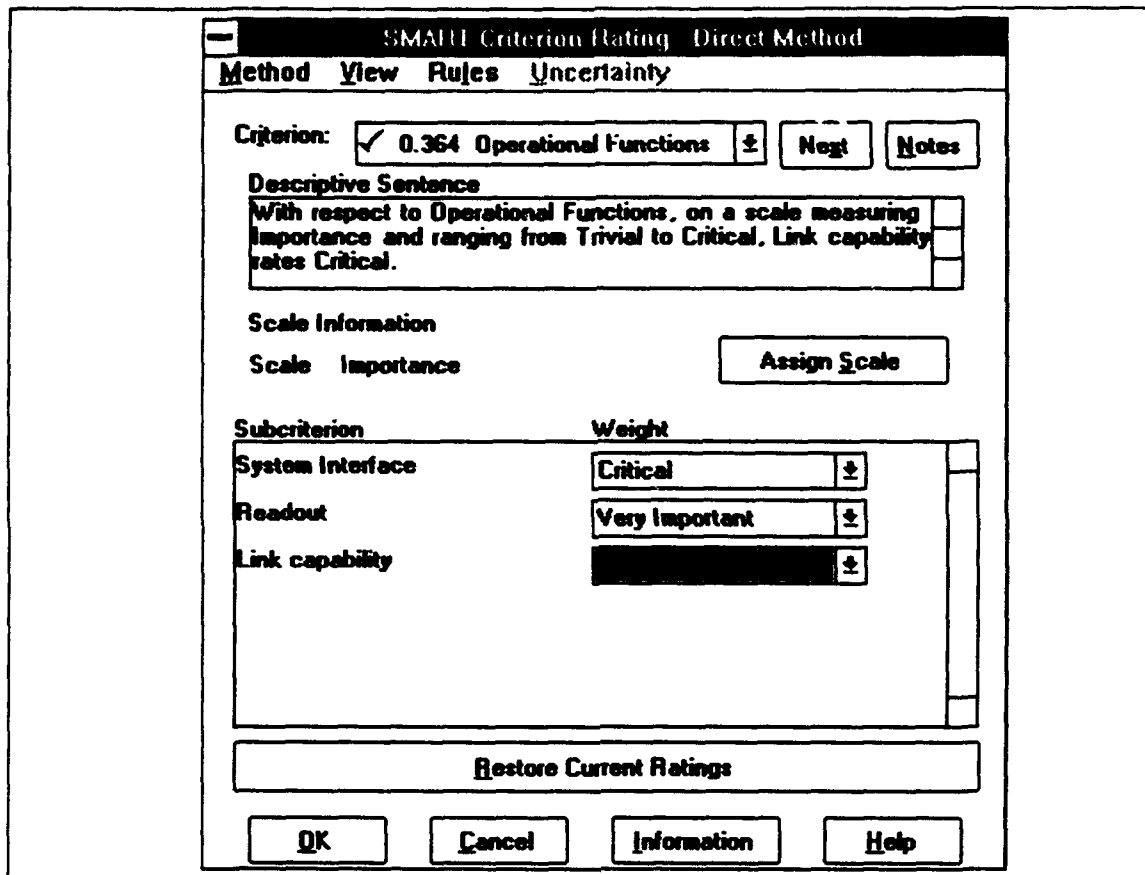 SMART Criterion Rating Direct Method
Method View Rules Uncertainty
Criterion: ✓ 0.364 Operational Functions Next Notes
Descriptive Sentence
With respect to Operational Functions, on a scale measuring
Importance and ranging from Trivial to Critical, Link capability
rates Critical.
Scale Information
Scale Importance Assign Scale
Subcriterion Weight
System Interface Critical
Readout Very Important
Link capability
Restore Current Ratings
OK Cancel Information Help